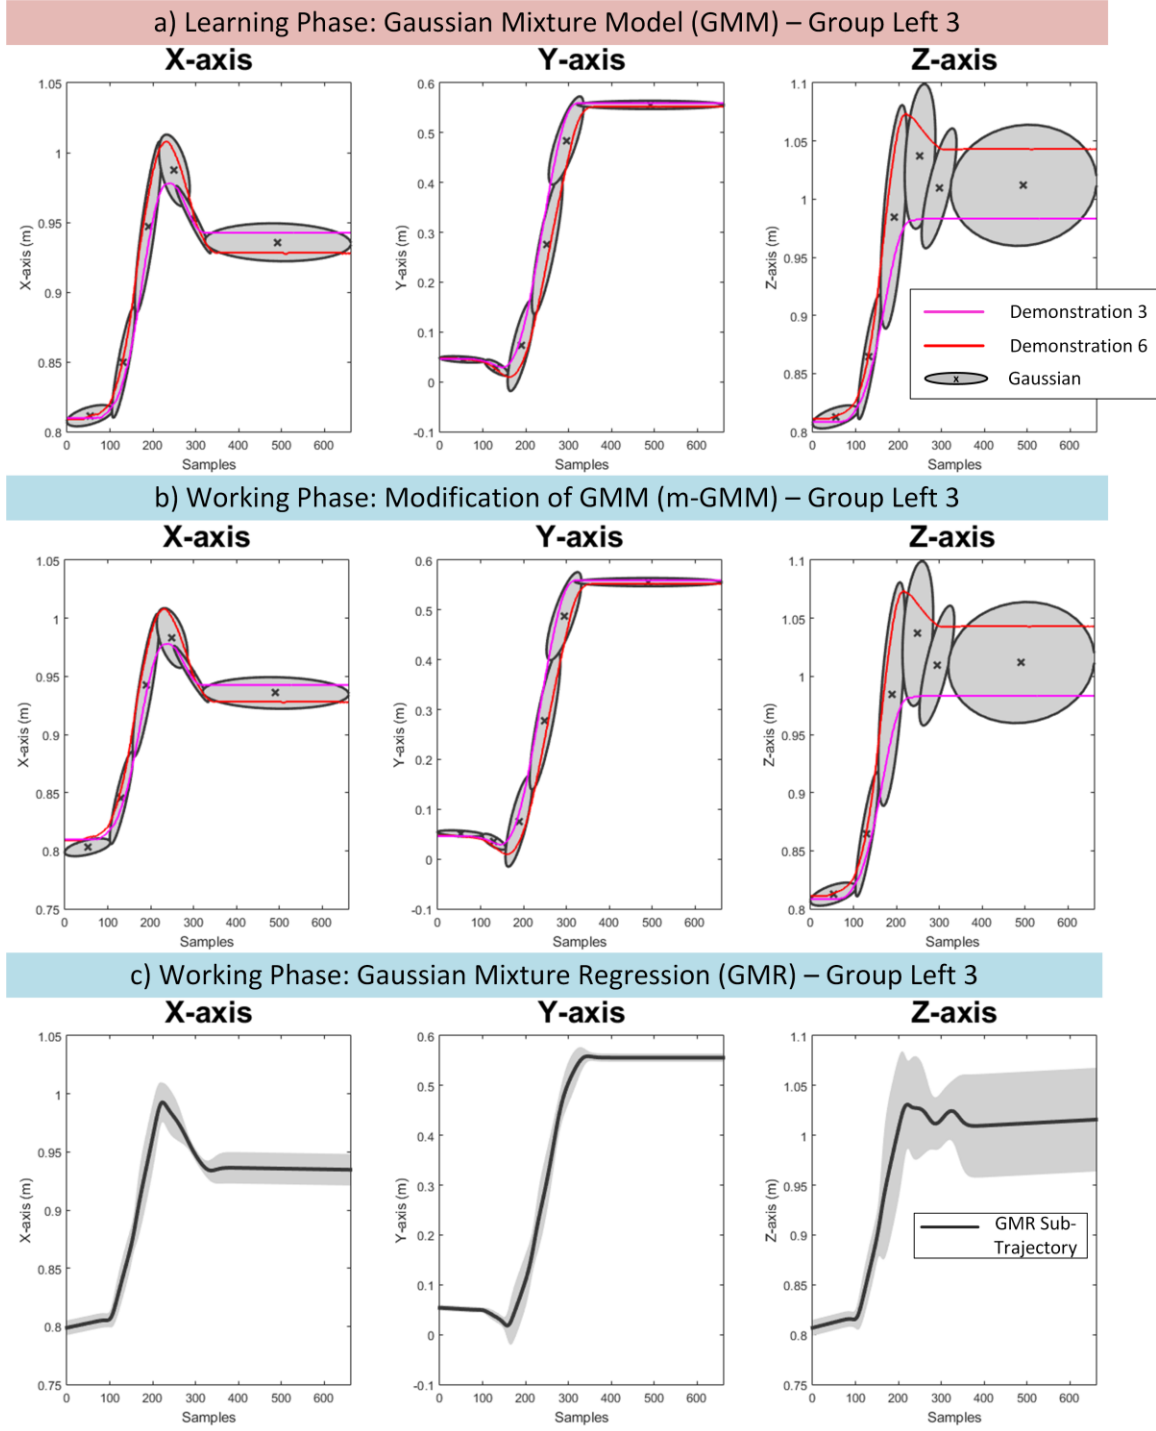 a) Learning Phase: Gaussian Mixture Model (GMM) – Group Left 3
X-axis
Y-axis
Z-axis
1.05
1
0.95
0.9
0.85
0.8
X-axis (m)
0 100 200 300 400 500 600
Samples
0.6
0.5
0.4
0.3
0.2
0.1
0
-0.1
Y-axis (m)
0 100 200 300 400 500 600
Samples
1.1
1.05
1
0.95
0.9
0.85
0.8
Z-axis (m)
0 100 200 300 400 500 600
Samples
Demonstration 3
Demonstration 6
x Gaussian
b) Working Phase: Modification of GMM (m-GMM) – Group Left 3
X-axis
Y-axis
Z-axis
1.05
1
0.95
0.9
0.85
0.8
0.75
X-axis (m)
0 100 200 300 400 500 600
Samples
0.6
0.5
0.4
0.3
0.2
0.1
0
-0.1
Y-axis (m)
0 100 200 300 400 500 600
Samples
1.1
1.05
1
0.95
0.9
0.85
0.8
Z-axis (m)
0 100 200 300 400 500 600
Samples
c) Working Phase: Gaussian Mixture Regression (GMR) – Group Left 3
X-axis
Y-axis
Z-axis
1.05
1
0.95
0.9
0.85
0.8
0.75
X-axis (m)
0 100 200 300 400 500 600
Samples
0.6
0.5
0.4
0.3
0.2
0.1
0
-0.1
Y-axis (m)
0 100 200 300 400 500 600
Samples
1.1
1.05
1
0.95
0.9
0.85
0.8
0.75
Z-axis (m)
0 100 200 300 400 500 600
Samples
GMR Sub-
Trajectory